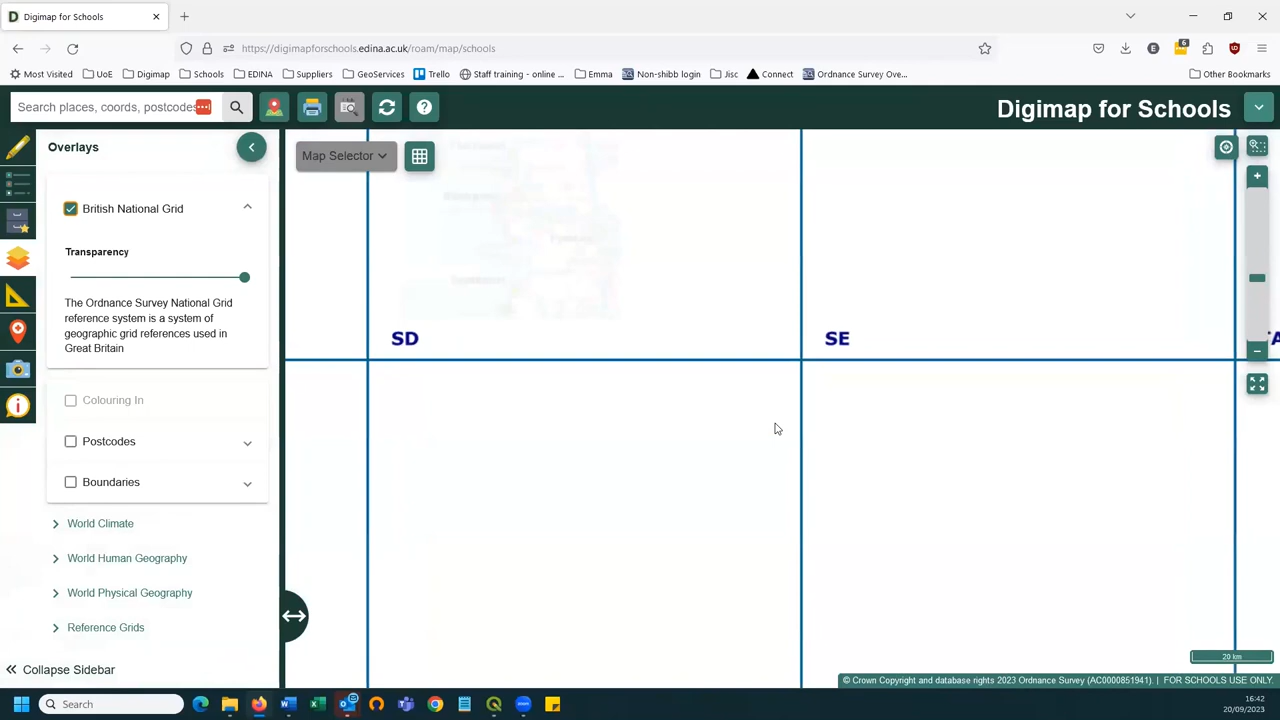 Digimap for Schools
https://digimapforschools.edina.ac.uk/roam/map/schools
6
Most Visited
UoE
Digimap
Schools
EDINA
Suppliers
GeoServices
Trello
Staff training - online ...
Emma
Non-shibb login
Jisc
Connect
Ordnance Survey Ove...
Other Bookmarks
Search places, coords, postcodes
Digimap for Schools
Overlays
Map Selector
British National Grid
Transparency
The Ordnance Survey National Grid
reference system is a system of
geographic grid references used in
Great Britain
SD
SE
Colouring In
Postcodes
Boundaries
World Climate
World Human Geography
World Physical Geography
Reference Grids
Collapse Sidebar
20 km
© Crown Copyright and database rights 2023 Ordnance Survey (AC0000851941). | FOR SCHOOLS USE ONLY.
Search
16:42
20/09/2023